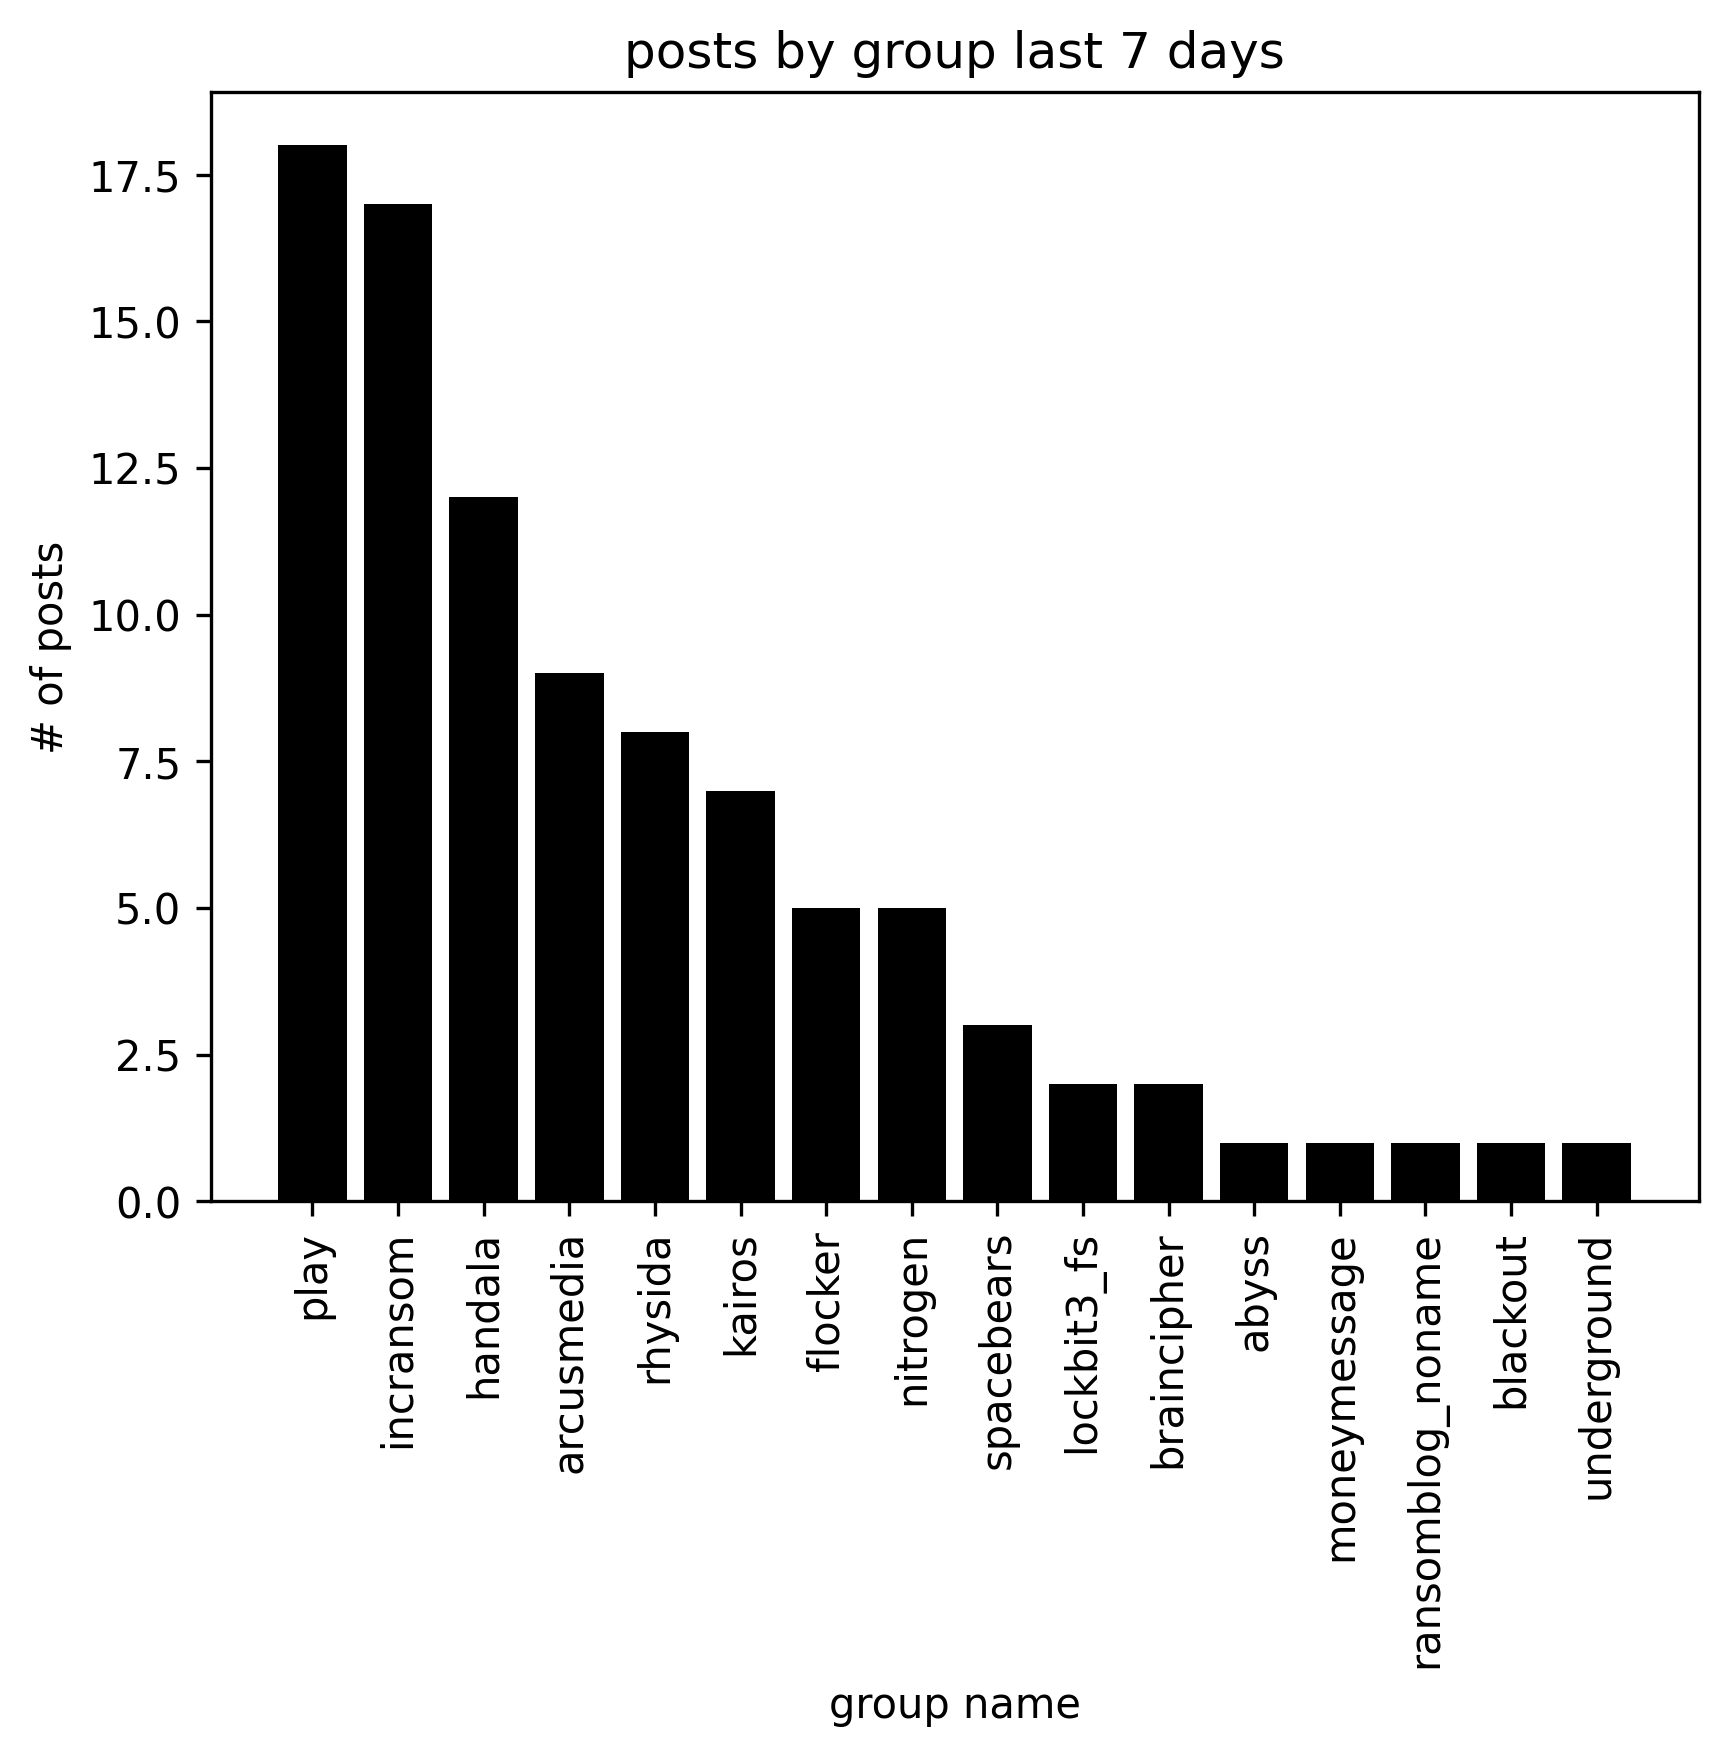 posts by group last 7 days
# of posts
17.5
15.0
12.5
10.0
7.5
5.0
2.5
0.0
play
incransom
handala
arcusmedia
rhysida
kairos
flocker
nitrogen
spacebears
lockbit3_fs
braincipher
abyss
moneymessage
ransomblog_noname
blackout
underground
group name